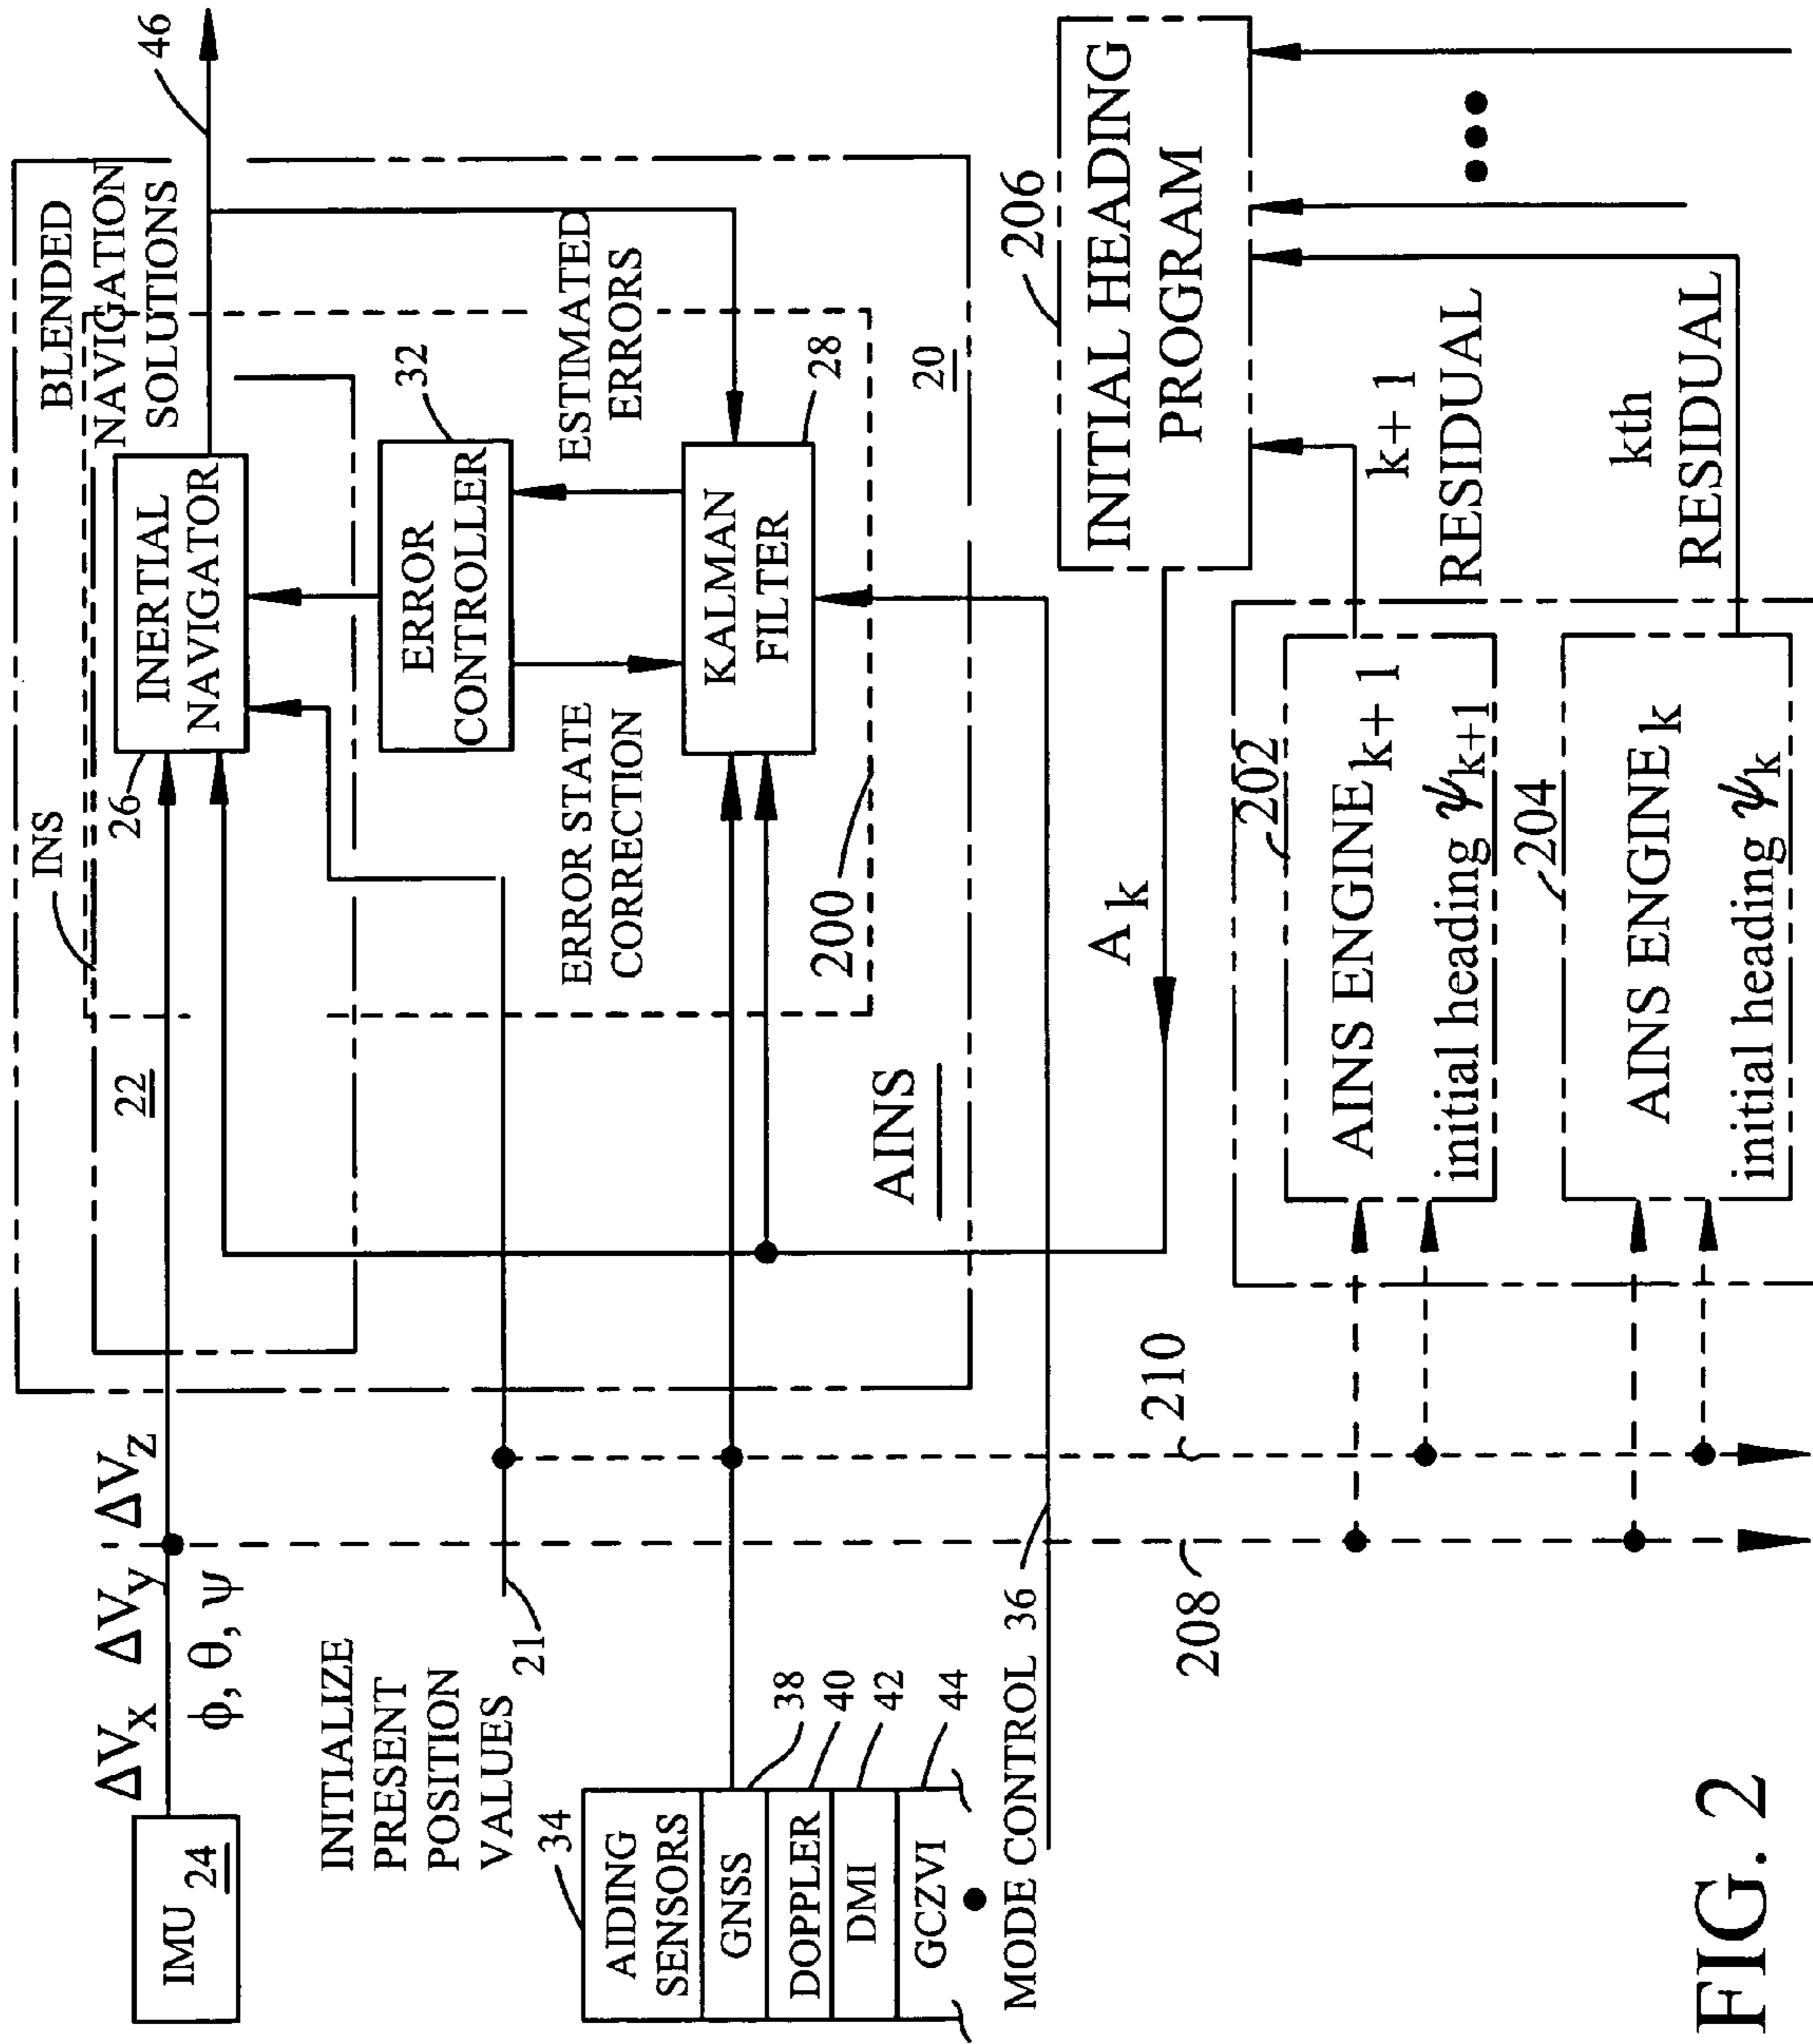 BLENDED
NAVIGATION
SOLUTIONS
46
INS
ΔVx ΔVy ΔVz
IMU
24
ϕ, θ, ψ
22
26
INERTIAL
NAVIGATOR
INITIALIZE
PRESENT
POSITION
VALUES
21
32
ERROR
CONTROLLER
ESTIMATED
ERRORS
ERROR STATE
CORRECTION
34
AIDING
SENSORS
GNSS
DOPPLER
DMI
GCZVI
38
40
42
44
KALMAN
FILTER
28
200
AINS
20
MODE CONTROL 36
206
INITIAL HEADING
PROGRAM
Ak
208
210
202
AINS ENGINE k+1
initial heading ψk+1
k+1
RESIDUAL
204
AINS ENGINE k
initial heading ψk
kth
RESIDUAL
FIG. 2